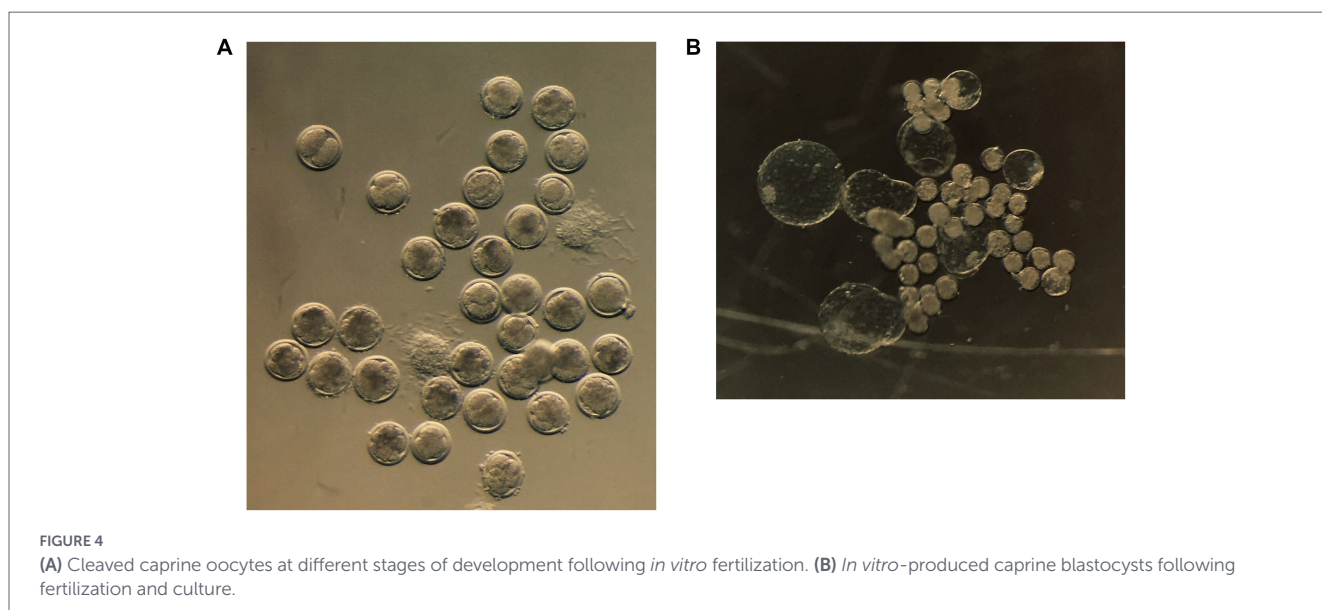 A
B
FIGURE 4
(A) Cleaved caprine oocytes at different stages of development following in vitro fertilization. (B) In vitro-produced caprine blastocysts following
fertilization and culture.